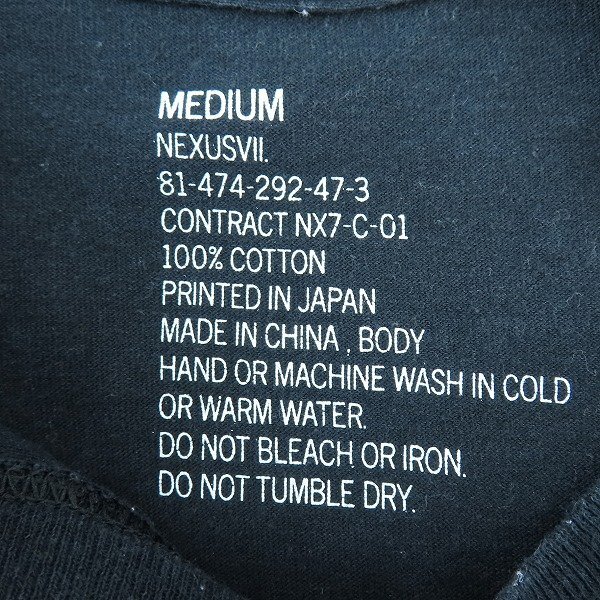 MEDIUM
NEXUSVII.
81-474-292-47-3
CONTRACT NX7-C-01
100% COTTON
PRINTED IN JAPAN
MADE IN CHINA , BODY
HAND OR MACHINE WASH IN COLD
OR WARM WATER.
DO NOT BLEACH OR IRON.
DO NOT TUMBLE DRY.